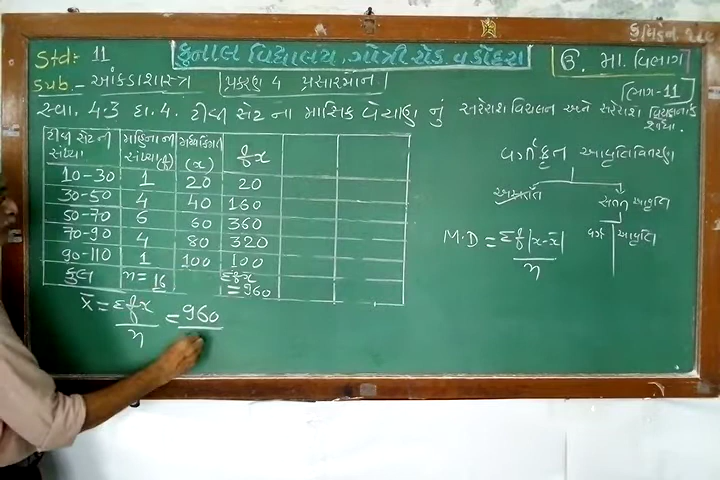 Std: 11
કુનાલ વિદ્યાલય, ગોત્રી રોડ, વડોદરા
ઉ. મા. વિભાગ
Sub.- આંકડાશાસ્ત્ર
પ્રકરણ 4 પ્રસારમાન
ભાગ-11
સ્વા. 4.3 દા. 4. ટીવી સેટ ના માસિક વેચાણ નું સરેરાશ વિચલન અને સરેરાશ વિચલનાંક
શોધો.
ટીવી સેટ ની સંખ્યા મહિના ની સંખ્યા (f) મધ્યકિંમત (x) fx
10-30 1 20 20
30-50 4 40 160
50-70 6 60 360
70-90 4 80 320
90-110 1 100 100
કુલ n = 16 Σfx = 960
x̄ = Σfx / n = 960
વર્ગીકૃત આવૃત્તિવિતરણ
અસતત
સતત આવૃત્તિ
M.D = Σf|x-x̄| / n
વર્ગ આવૃત્તિ